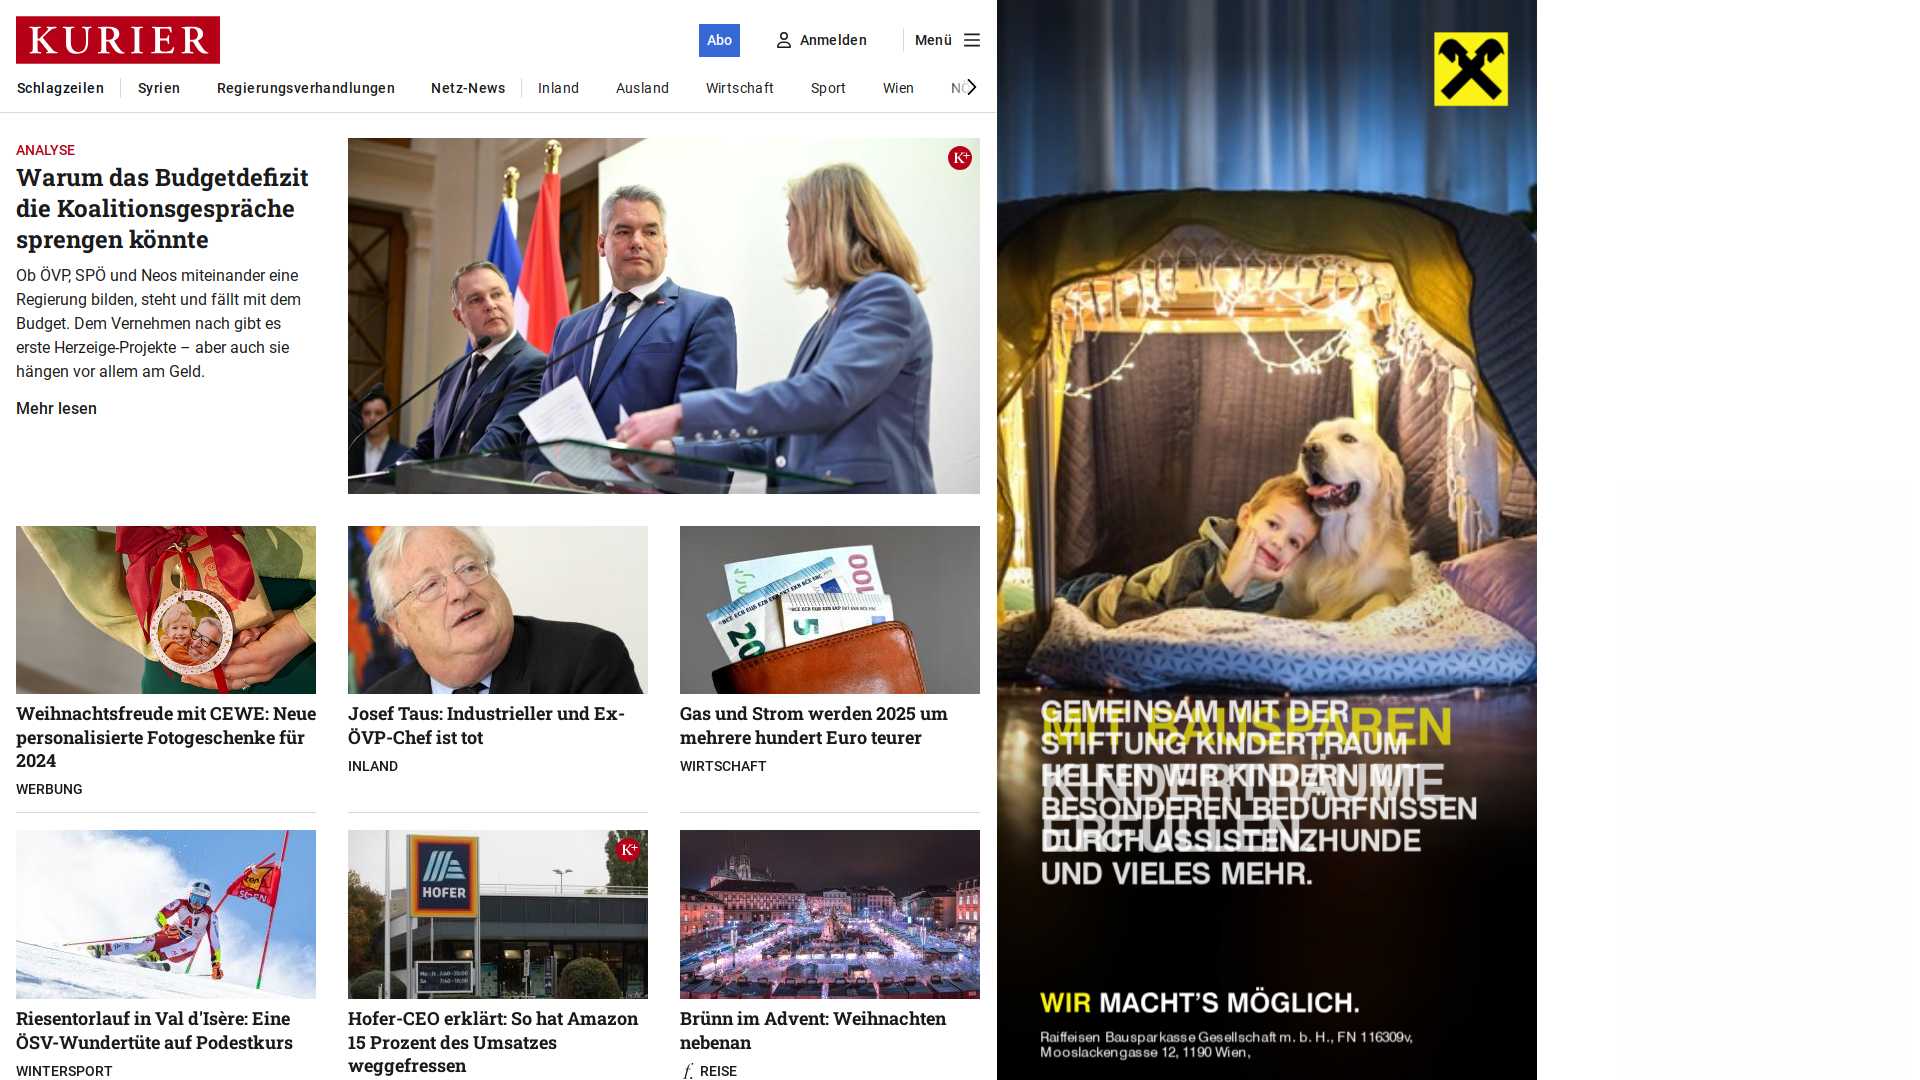 KURIER
Abo
Anmelden
Menü
Schlagzeilen
Syrien
Regierungsverhandlungen
Netz-News
Inland
Ausland
Wirtschaft
Sport
Wien
NÖ
ANALYSE
Warum das Budgetdefizit
die Koalitionsgespräche
sprengen könnte
Ob ÖVP, SPÖ und Neos miteinander eine
Regierung bilden, steht und fällt mit dem
Budget. Dem Vernehmen nach gibt es
erste Herzeige-Projekte – aber auch sie
hängen vor allem am Geld.
Mehr lesen
K+
Weihnachtsfreude mit CEWE: Neue
personalisierte Fotogeschenke für
2024
WERBUNG
Josef Taus: Industrieller und Ex-
ÖVP-Chef ist tot
INLAND
100
20
5
Gas und Strom werden 2025 um
mehrere hundert Euro teurer
WIRTSCHAFT
Riesentorlauf in Val d'Isère: Eine
ÖSV-Wundertüte auf Podestkurs
WINTERSPORT
K+
HOFER
Hofer-CEO erklärt: So hat Amazon
15 Prozent des Umsatzes
weggefressen
Brünn im Advent: Weihnachten
nebenan
f. REISE
MIT BAUSPAREN
KINDERTRÄUME
ERFÜLLEN.
GEMEINSAM MIT DER
STIFTUNG KINDERTRAUM
HELFEN WIR KINDERN MIT
BESONDEREN BEDÜRFNISSEN
DURCH ASSISTENZHUNDE
UND VIELES MEHR.
WIR MACHT'S MÖGLICH.
Raiffeisen Bausparkasse Gesellschaft m. b. H., FN 116309v,
Mooslackengasse 12, 1190 Wien,